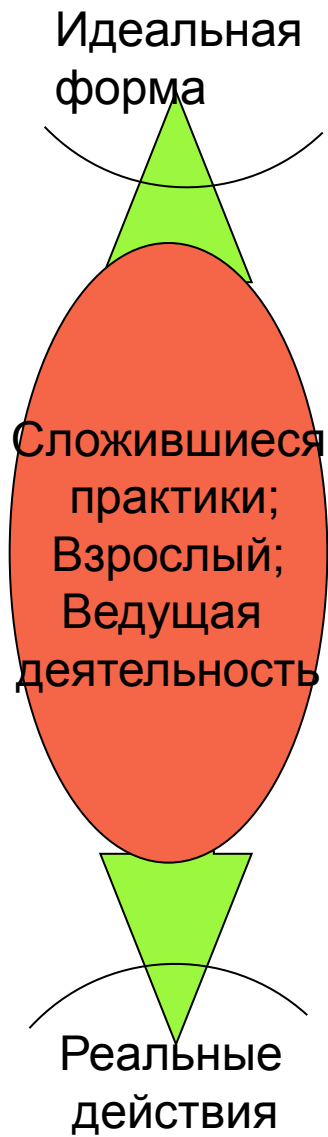 Идеальная
форма
Сложившиеся
практики;
Взрослый;
Ведущая
деятельность
Реальные
действия